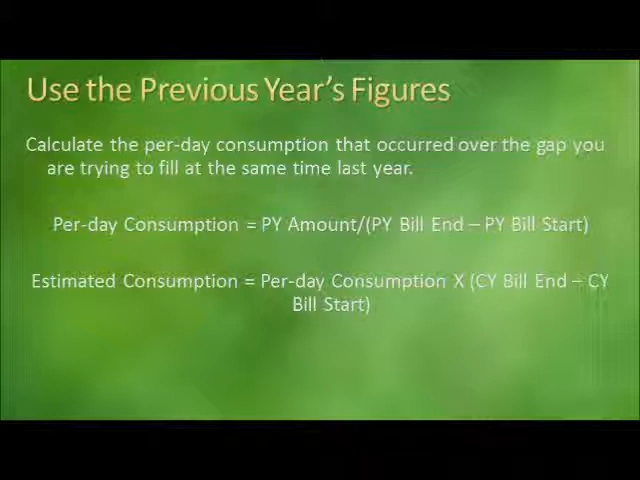 Use the Previous Year's Figures
Calculate the per-day consumption that occurred over the gap you
are trying to fill at the same time last year.
Per-day Consumption = PY Amount/(PY Bill End – PY Bill Start)
Estimated Consumption = Per-day Consumption X (CY Bill End – CY
Bill Start)